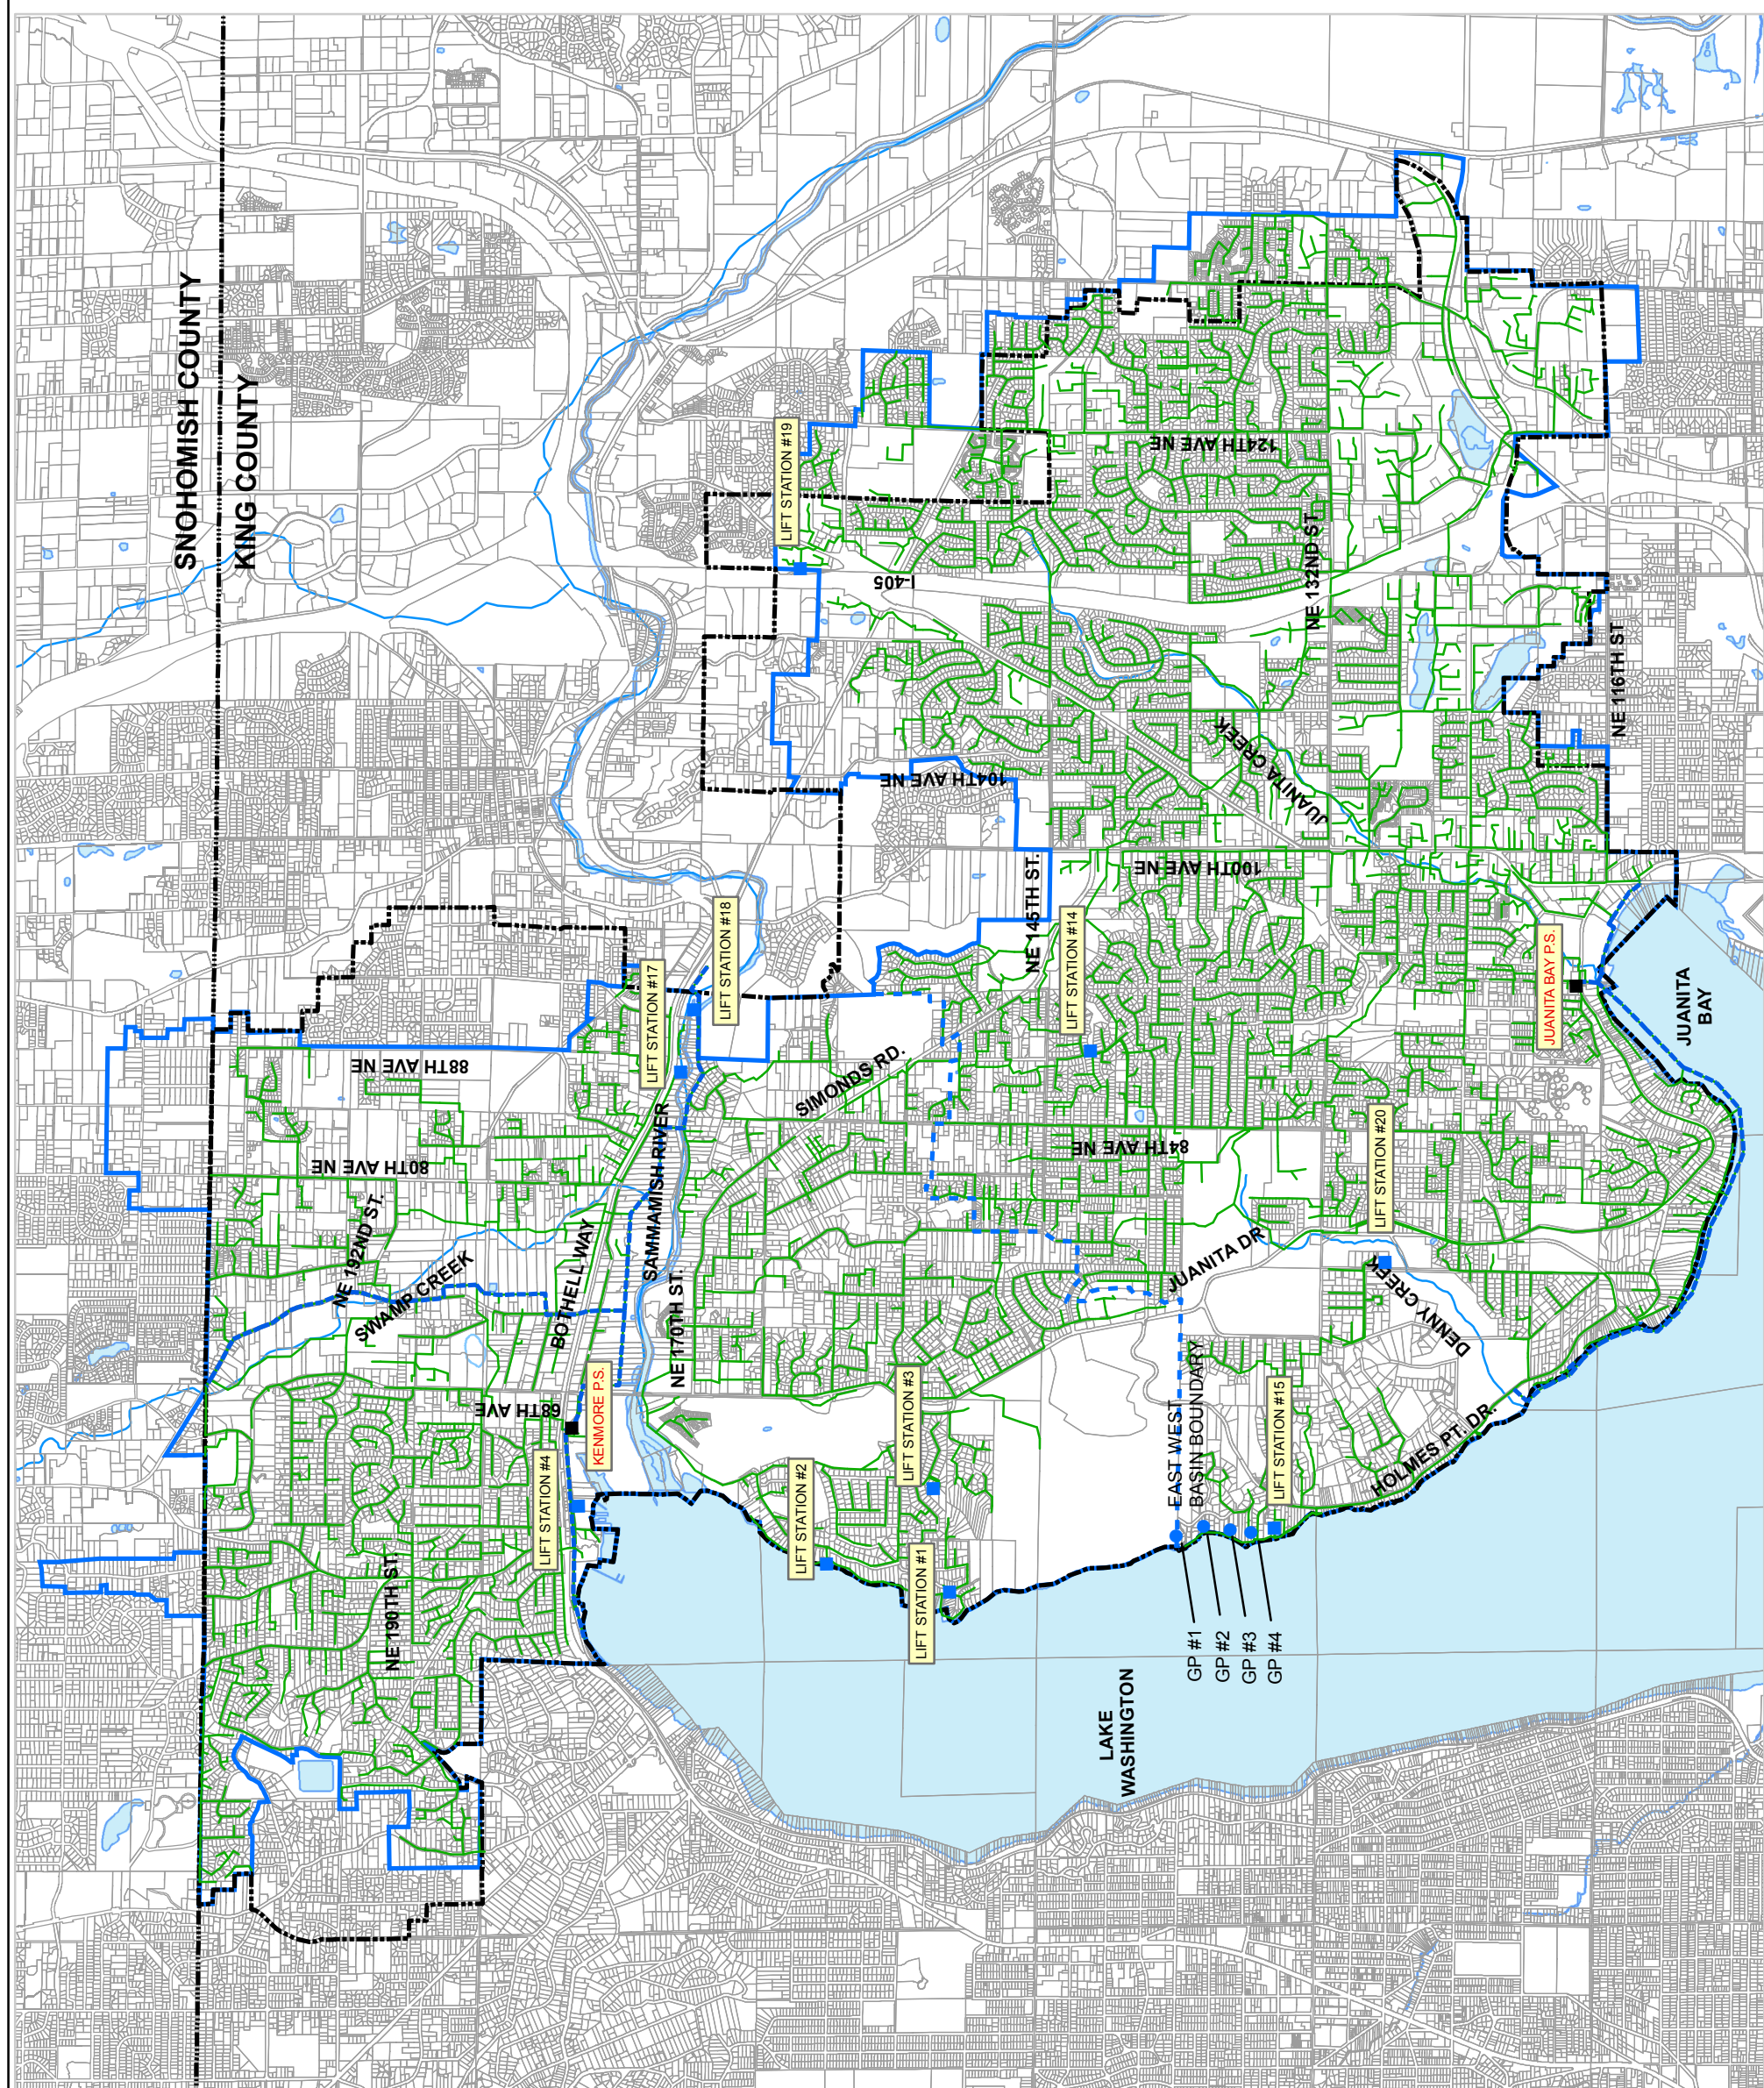 SNOHOMISH COUNTY
KING COUNTY
LIFT STATION #19
124TH AVE NE
I-405
NE 132ND ST
NE 116TH ST
JUANITA CREEK
104TH AVE NE
100TH AVE NE
NE 145TH ST.
LIFT STATION #14
LIFT STATION #18
LIFT STATION #17
JUANITA BAY P.S.
JUANITA
BAY
88TH AVE NE
80TH AVE NE
84TH AVE NE
SIMONDS RD.
SAMMAMISH RIVER
LIFT STATION #20
NE 192ND ST.
SWAMP CREEK
BOTHELL WAY
NE 170TH ST.
JUANITA DR
DENNY CREEK
68TH AVE
KENMORE P.S.
LIFT STATION #4
LIFT STATION #3
LIFT STATION #2
LIFT STATION #1
EAST WEST
BASIN BOUNDARY
LIFT STATION #15
HOLMES PT. DR.
NE 190TH ST.
GP #1
GP #2
GP #3
GP #4
LAKE
WASHINGTON